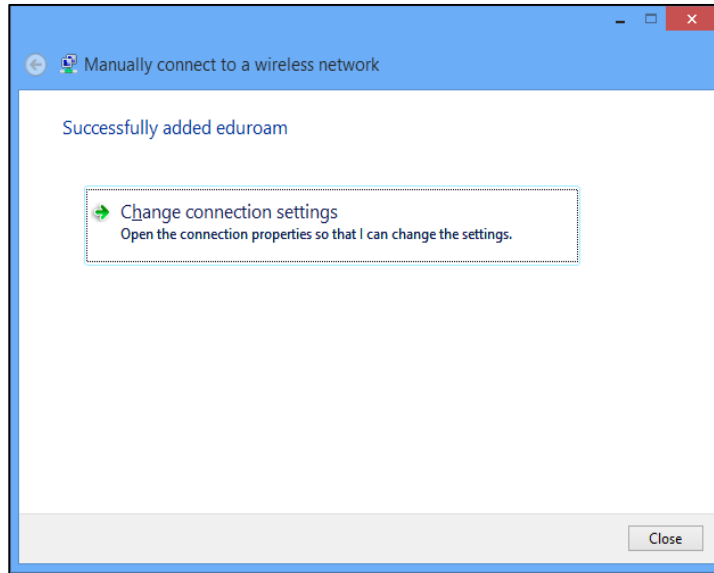 Manually connect to a wireless network
Successfully added eduroam
Change connection settings
Open the connection properties so that I can change the settings.
Close